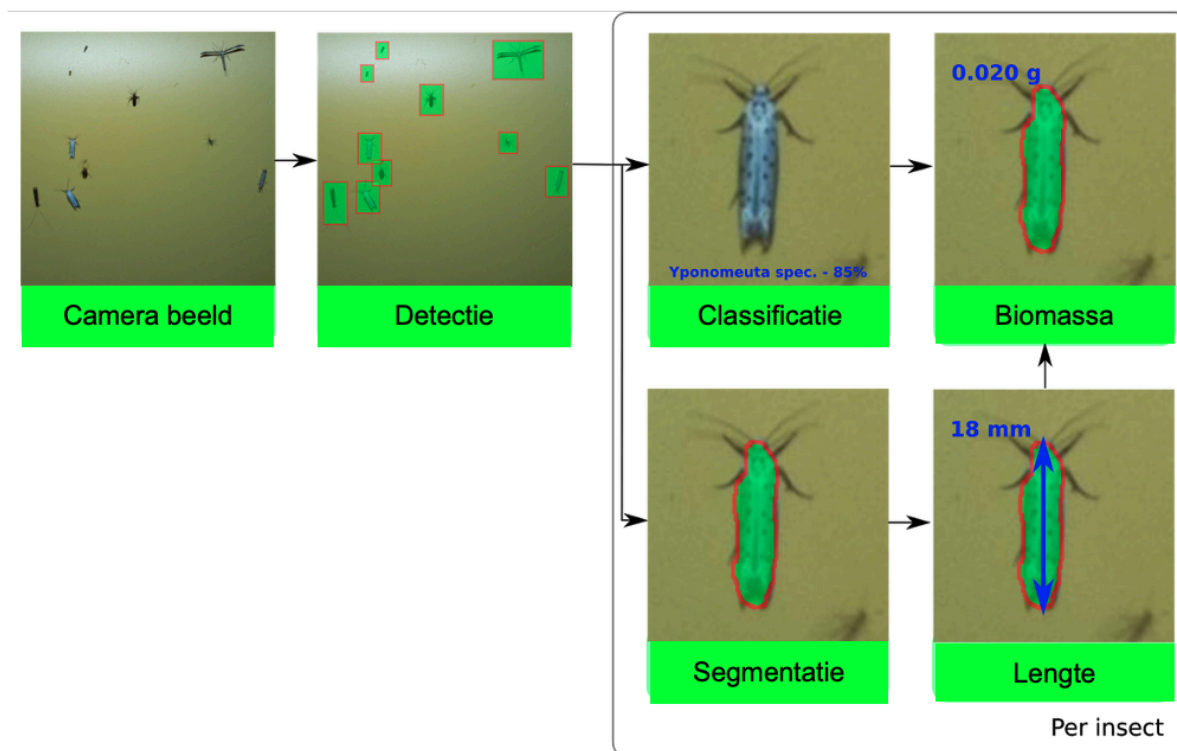 0.020 g
Yponomeuta spec. - 85%
Camera beeld
Detectie
Classificatie
Biomassa
18 mm
Segmentatie
Lengte
Per insect